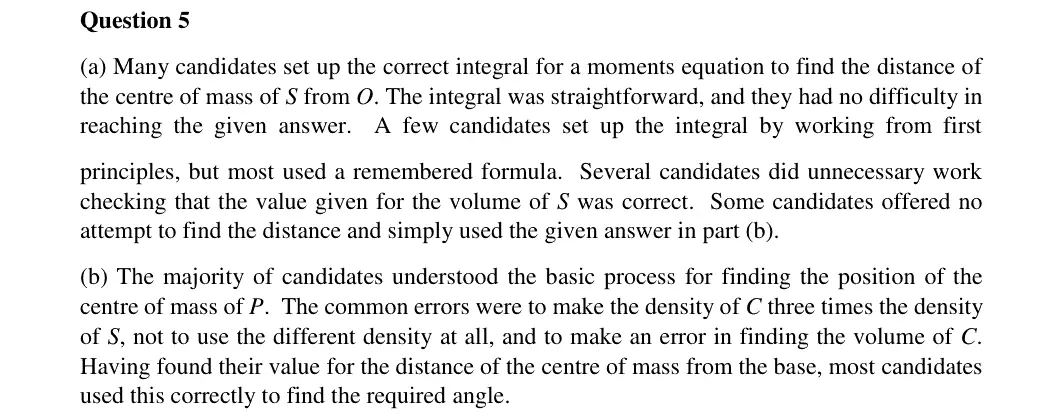 Question 5
(a) Many candidates set up the correct integral for a moments equation to find the distance of
the centre of mass of S from O. The integral was straightforward, and they had no difficulty in
reaching the given answer. A few candidates set up the integral by working from first
principles, but most used a remembered formula. Several candidates did unnecessary work
checking that the value given for the volume of S was correct. Some candidates offered no
attempt to find the distance and simply used the given answer in part (b).
(b) The majority of candidates understood the basic process for finding the position of the
centre of mass of P. The common errors were to make the density of C three times the density
of S, not to use the different density at all, and to make an error in finding the volume of C.
Having found their value for the distance of the centre of mass from the base, most candidates
used this correctly to find the required angle.